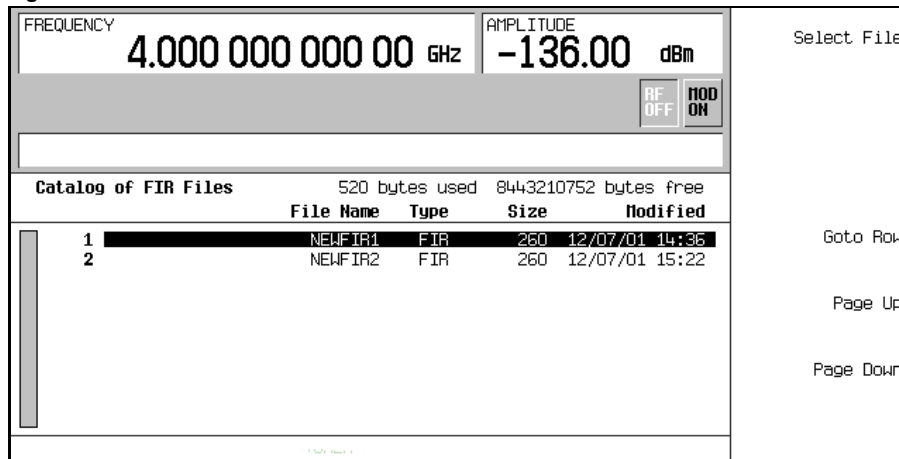 FREQUENCY
4.000 000 000 00 GHz
AMPLITUDE
-136.00 dBm
Select File
RF OFF
MOD ON
Catalog of FIR Files 520 bytes used 8443210752 bytes free
File Name Type Size Modified
1 NEWFIR1 FIR 260 12/07/01 14:36
2 NEWFIR2 FIR 260 12/07/01 15:22
Goto Row
Page Up
Page Down